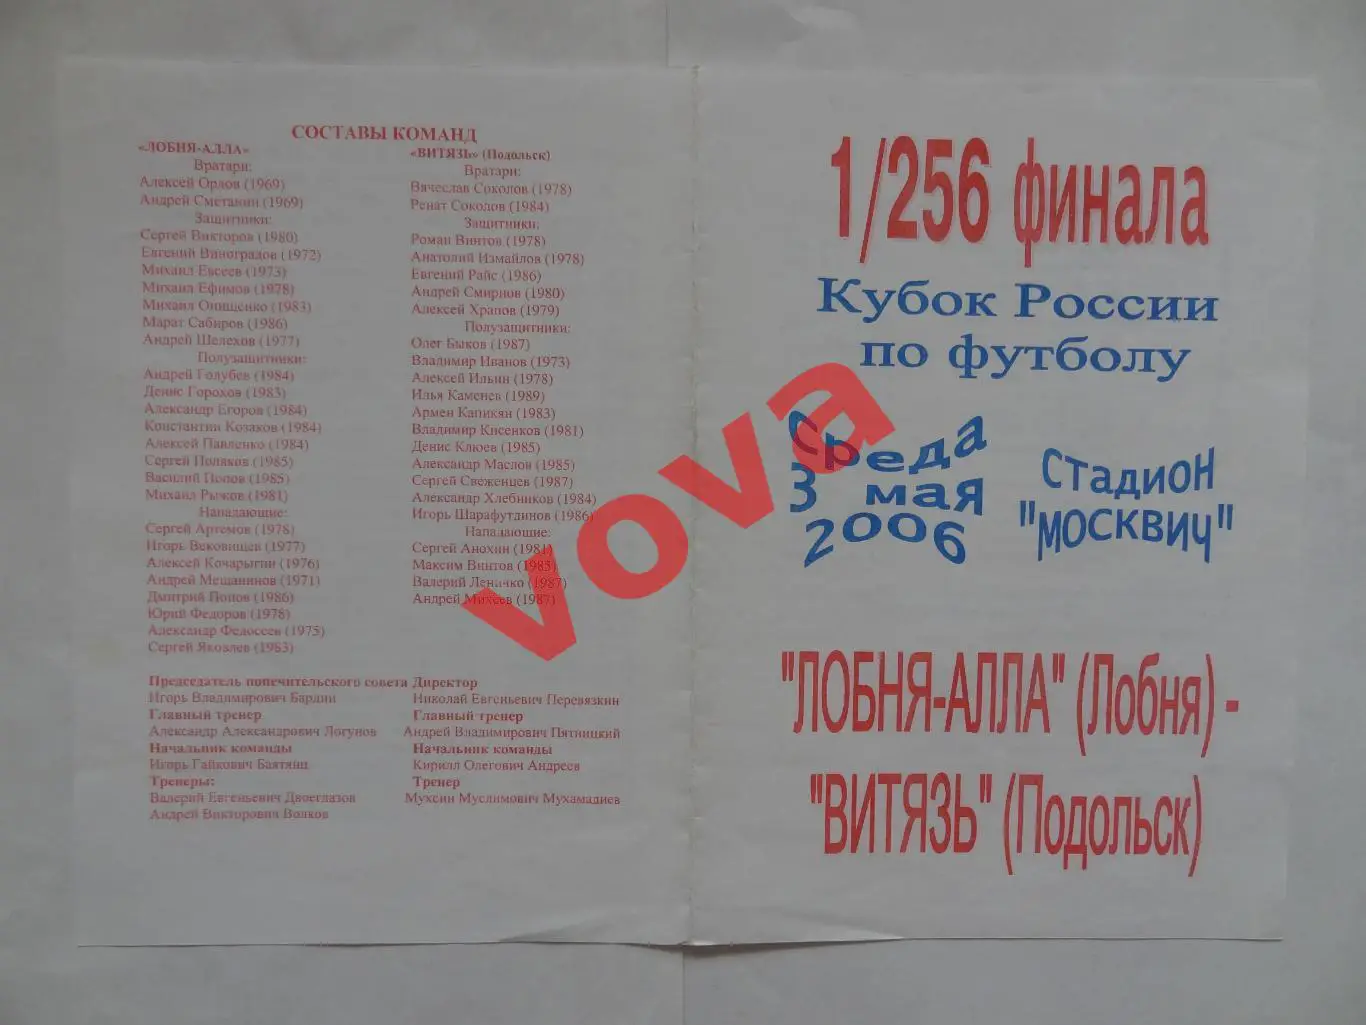 СОСТАВЫ КОМАНД
«ЛОБНЯ-АЛЛА»
Вратари:
Алексей Орлов (1969)
Андрей Сметанин (1969)
Защитники:
Сергей Викторов (1980)
Евгений Виноградов (1972)
Михаил Евсеев (1973)
Михаил Ефимов (1978)
Михаил Онищенко (1983)
Марат Сабиров (1986)
Андрей Шелехов (1977)
Полузащитники:
Андрей Голубев (1984)
Денис Горохов (1983)
Александр Егоров (1984)
Константин Козаков (1984)
Алексей Павленко (1984)
Сергей Поляков (1985)
Василий Попов (1985)
Михаил Рыжов (1981)
Нападающие:
Сергей Артемов (1978)
Игорь Вековищев (1977)
Алексей Кочарыгин (1976)
Андрей Мещанинов (1971)
Дмитрий Попов (1986)
Юрий Федоров (1978)
Александр Федосеев (1975)
Сергей Яковлев (1983)
Председатель попечительского совета
Игорь Владимирович Бардин
Главный тренер
Александр Александрович Логунов
Начальник команды
Игорь Гайкович Баятянц
Тренеры:
Валерий Евгеньевич Двоеглазов
Андрей Викторович Волков
«ВИТЯЗЬ» (Подольск)
Вратари:
Вячеслав Соколов (1978)
Ренат Соколов (1984)
Защитники:
Роман Винтов (1978)
Анатолий Измайлов (1978)
Евгений Райс (1986)
Андрей Смирнов (1980)
Алексей Храпов (1979)
Полузащитники:
Олег Быков (1987)
Владимир Иванов (1973)
Алексей Ильин (1978)
Илья Каменев (1989)
Армен Капикян (1983)
Владимир Кисенков (1981)
Денис Клюев (1985)
Александр Маслов (1985)
Сергей Свеженцев (1987)
Александр Хлебников (1984)
Игорь Шарафутдинов (1986)
Нападающие:
Сергей Анохин (1981)
Максим Винтов (1985)
Валерий Леничко (1987)
Андрей Михеев (1987)
Директор
Николай Евгеньевич Перевязкин
Главный тренер
Андрей Владимирович Пятницкий
Начальник команды
Кирилл Олегович Андреев
Тренер
Мухсин Муслимович Мухамадиев
1/256 финала
Кубок России
по футболу
Среда
3 мая
2006
Стадион
"Москвич"
"ЛОБНЯ-АЛЛА" (Лобня) -
"ВИТЯЗЬ" (Подольск)
vova